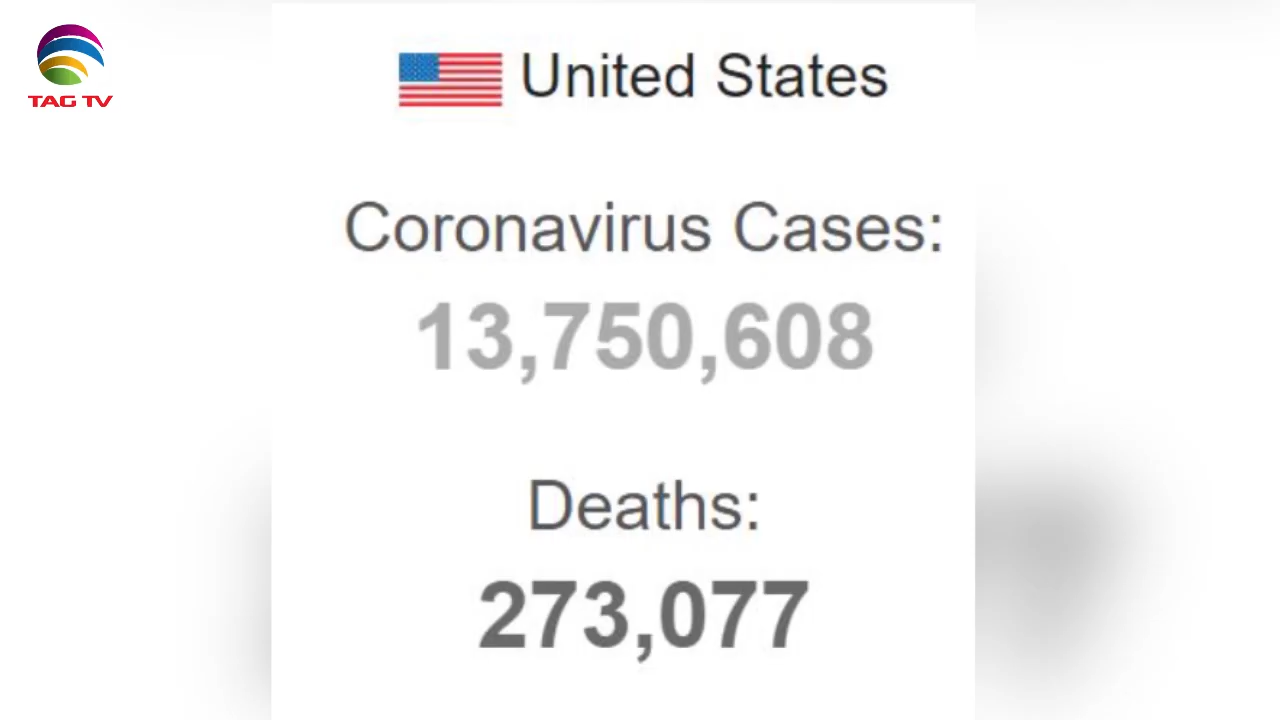 TAG TV
United States
Coronavirus Cases:
13,750,608
Deaths:
273,077